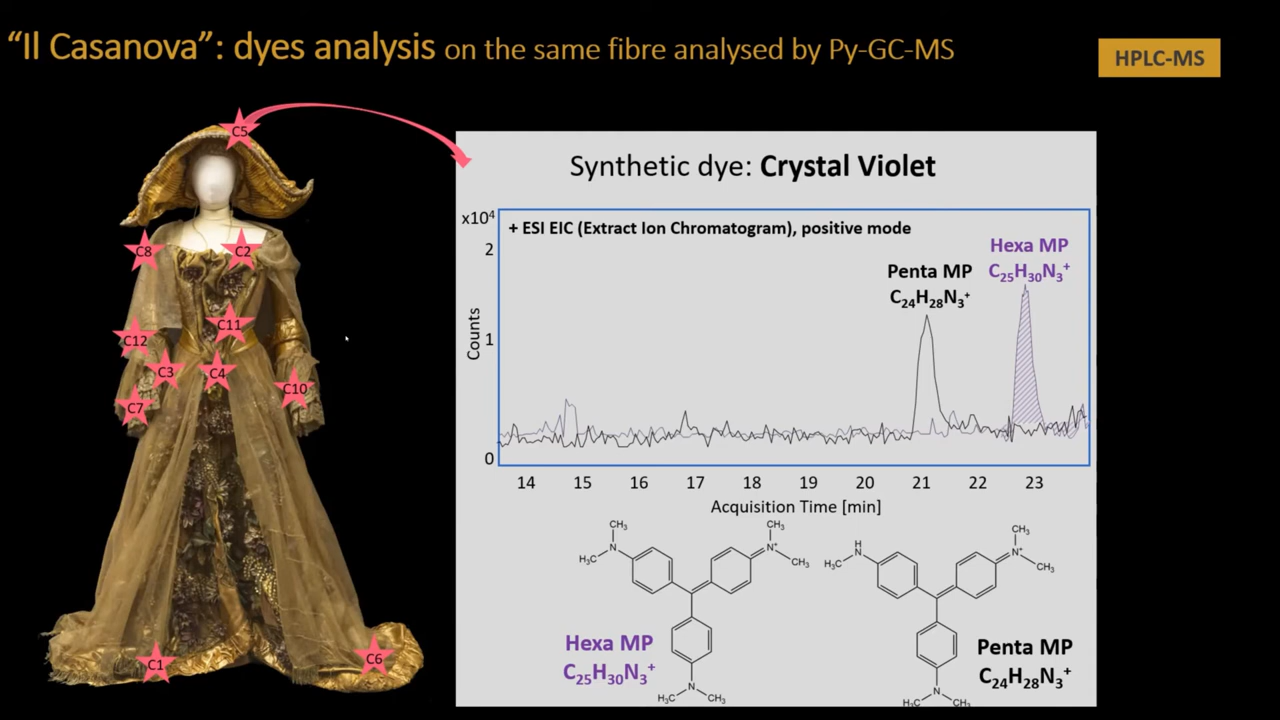 “Il Casanova”: dyes analysis on the same fibre analysed by Py-GC-MS
HPLC-MS
C5
C8
C2
C11
C12
C3
C4
C10
C7
C1
C6
Synthetic dye: Crystal Violet
x10⁴
+ ESI EIC (Extract Ion Chromatogram), positive mode
2
1
0
Counts
Hexa MP
C₂₅H₃₀N₃⁺
Penta MP
C₂₄H₂₈N₃⁺
14 15 16 17 18 19 20 21 22 23
Acquisition Time [min]
CH₃
N
H₃C
CH₃
N⁺
CH₃
N
H₃C
CH₃
H
N
H₃C
CH₃
N⁺
CH₃
N
H₃C
CH₃
Hexa MP
C₂₅H₃₀N₃⁺
Penta MP
C₂₄H₂₈N₃⁺